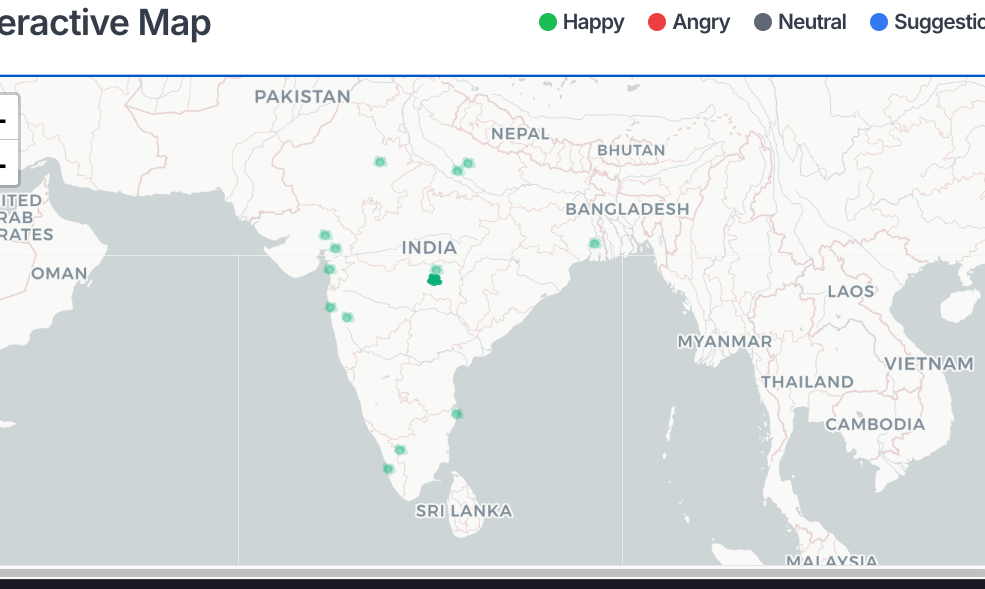 eractive Map
Happy
Angry
Neutral
Suggestic
PAKISTAN
NEPAL
BHUTAN
ITED
RAB
RATES
BANGLADESH
INDIA
OMAN
LAOS
MYANMAR
VIETNAM
THAILAND
CAMBODIA
SRI LANKA
MALAYSIA